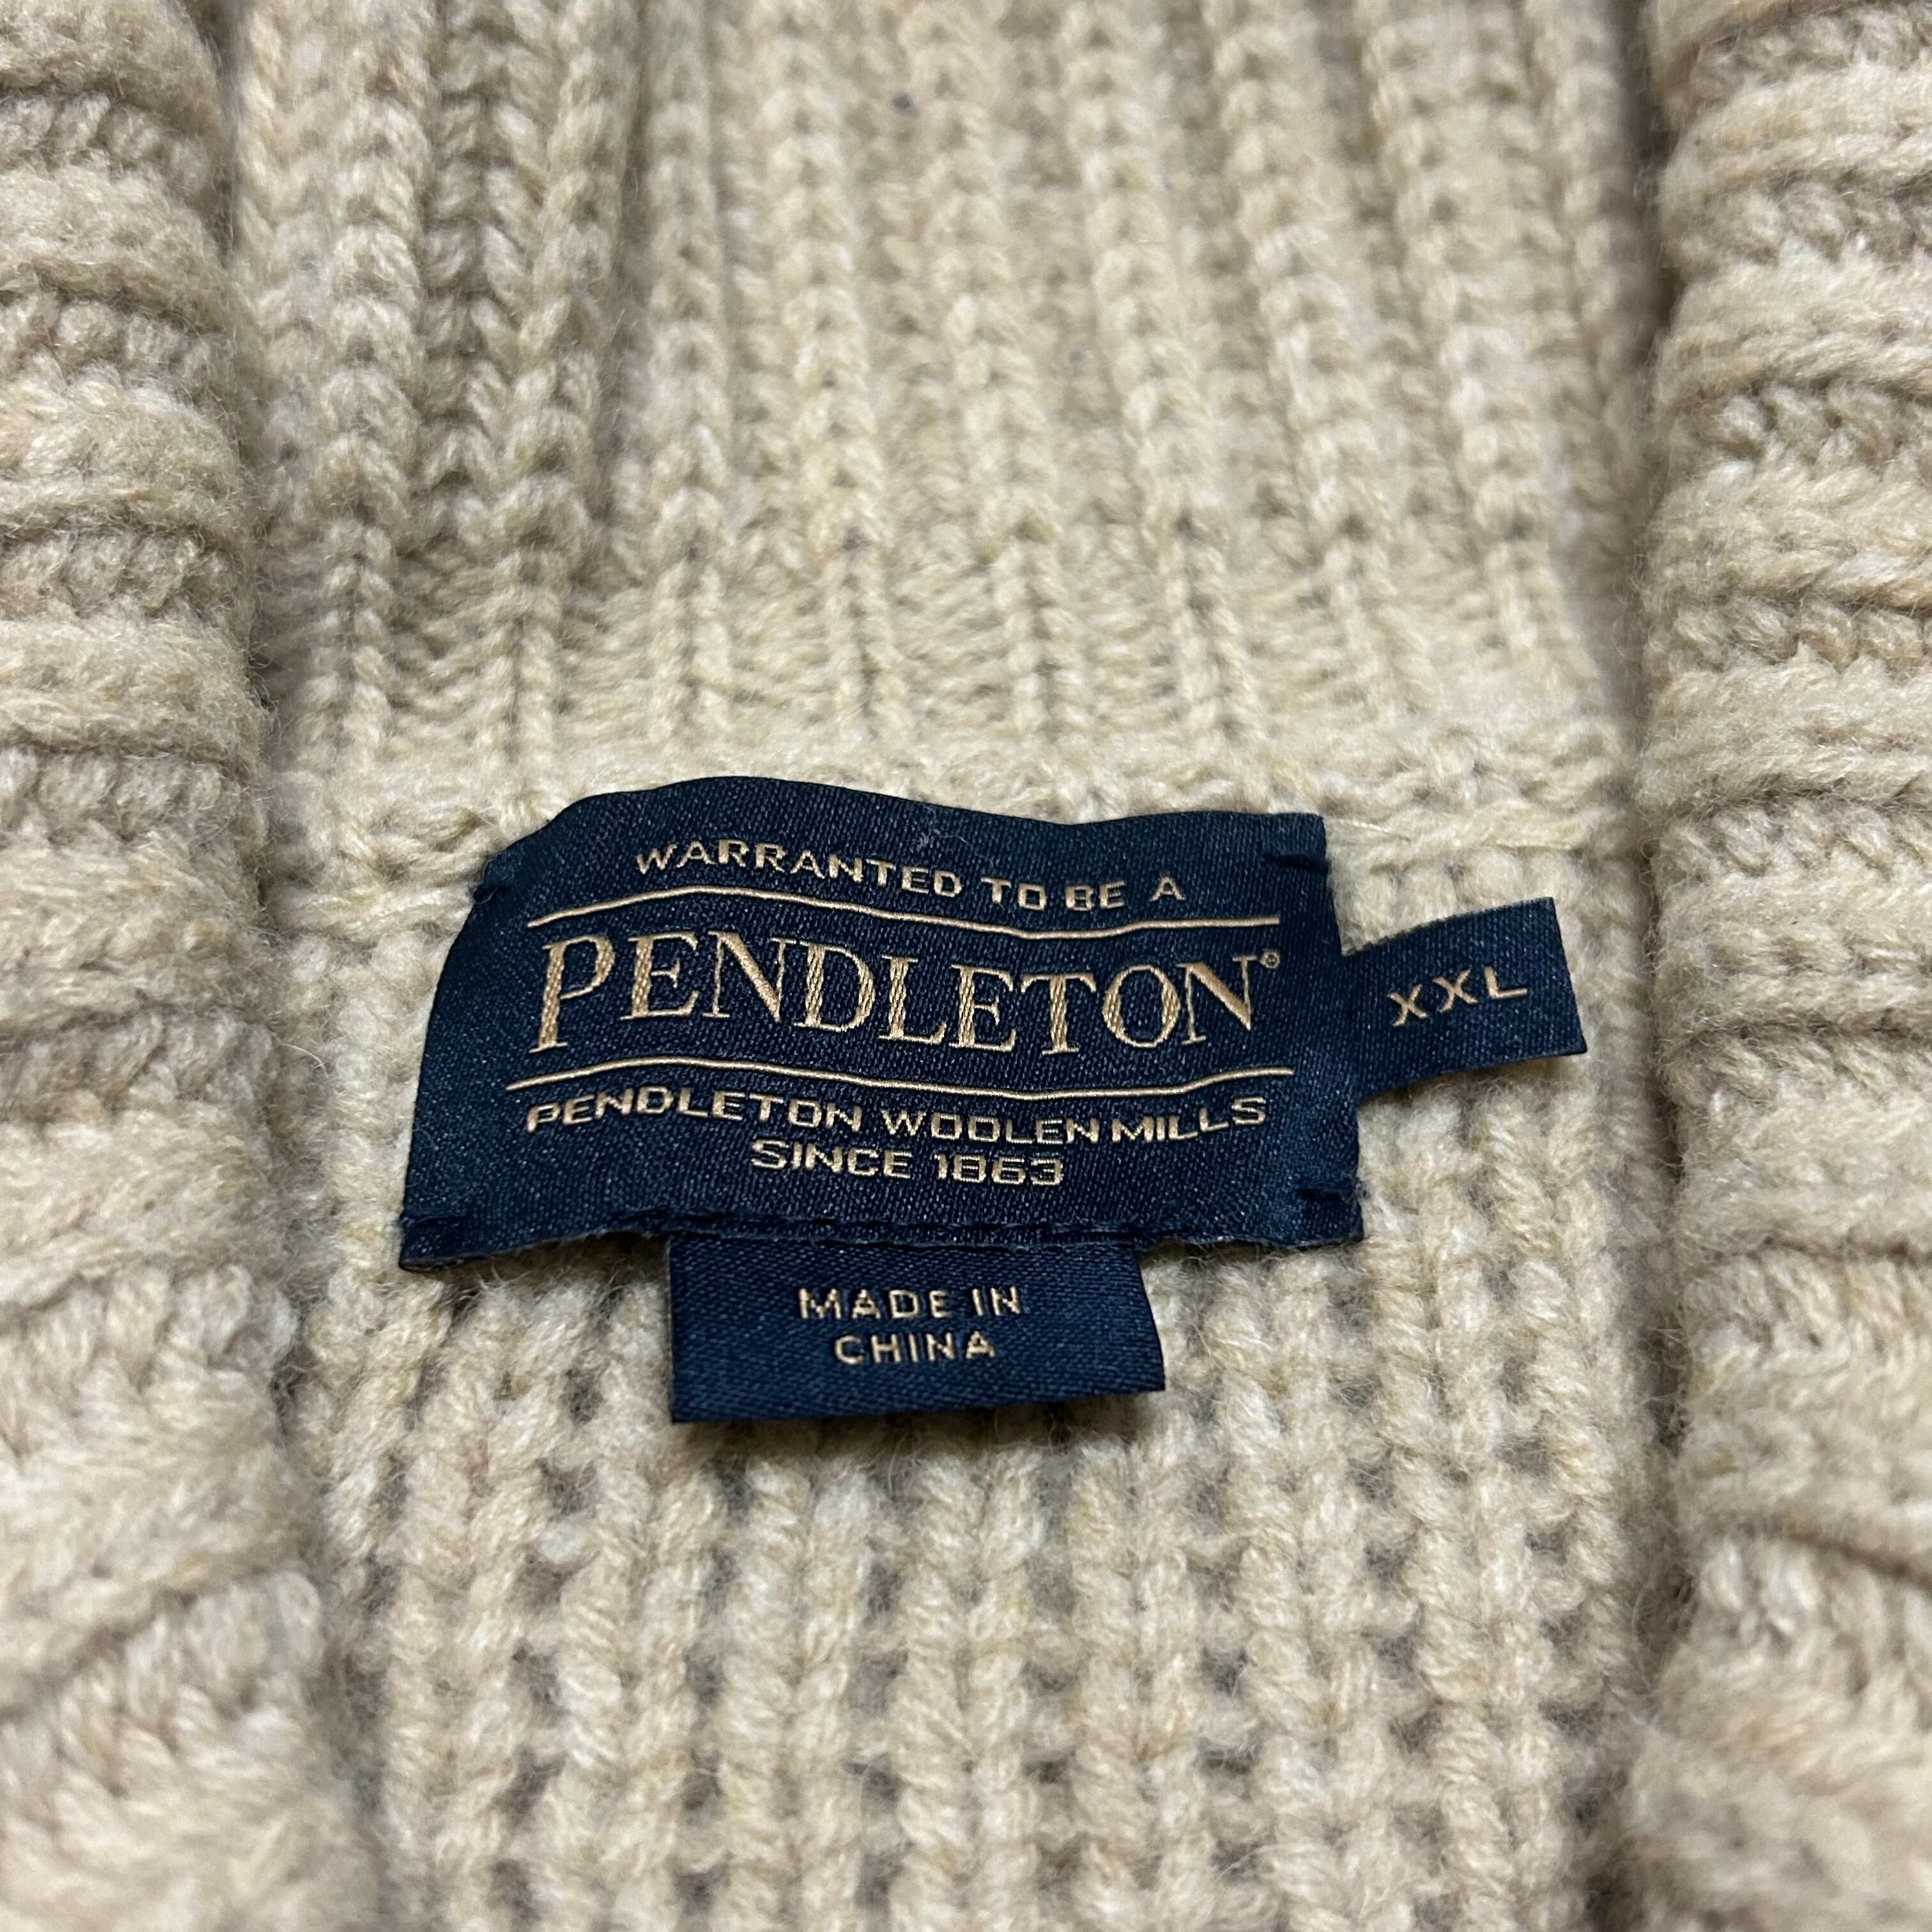 WARRANTED TO BE A
PENDLETON®
PENDLETON WOOLEN MILLS
SINCE 1863
XXL
MADE IN
CHINA